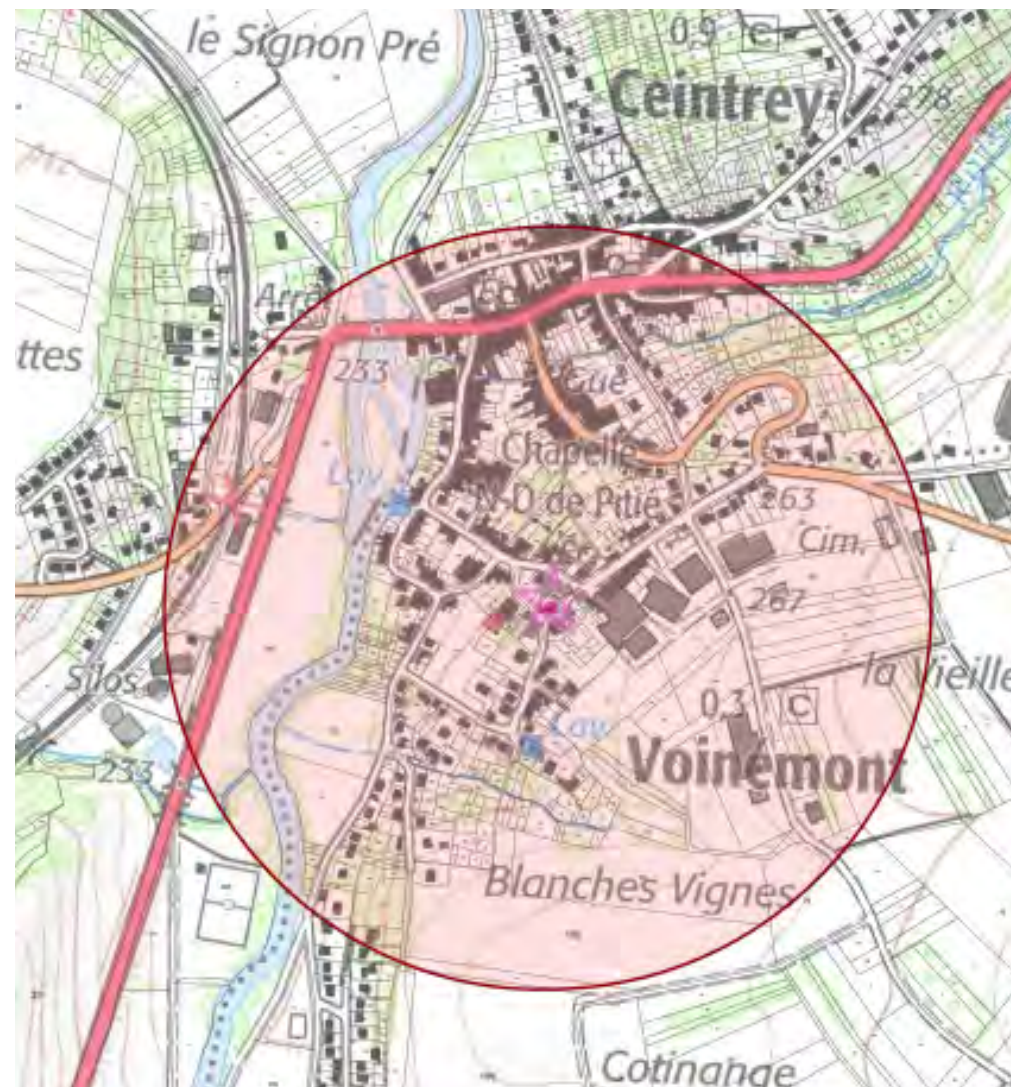 le Signon Pré
0,9 C
Ceintrey
278
Arrêt
ttes
233
Gué
Chapelle
Lav.
N-D de Pitié
263
Cim.
267
Silos
la Vieille
0,3 C
Lav.
233
Voinémont
Blanches Vignes
Cotinange